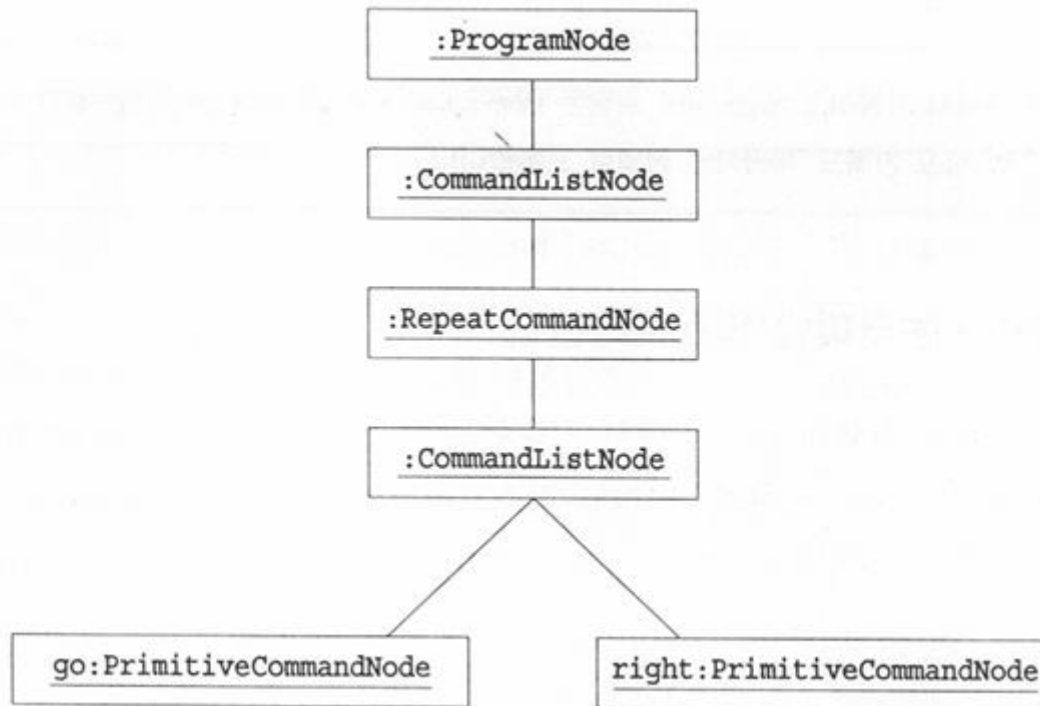 :ProgramNode
:CommandListNode
:RepeatCommandNode
:CommandListNode
go:PrimitiveCommandNode
right:PrimitiveCommandNode